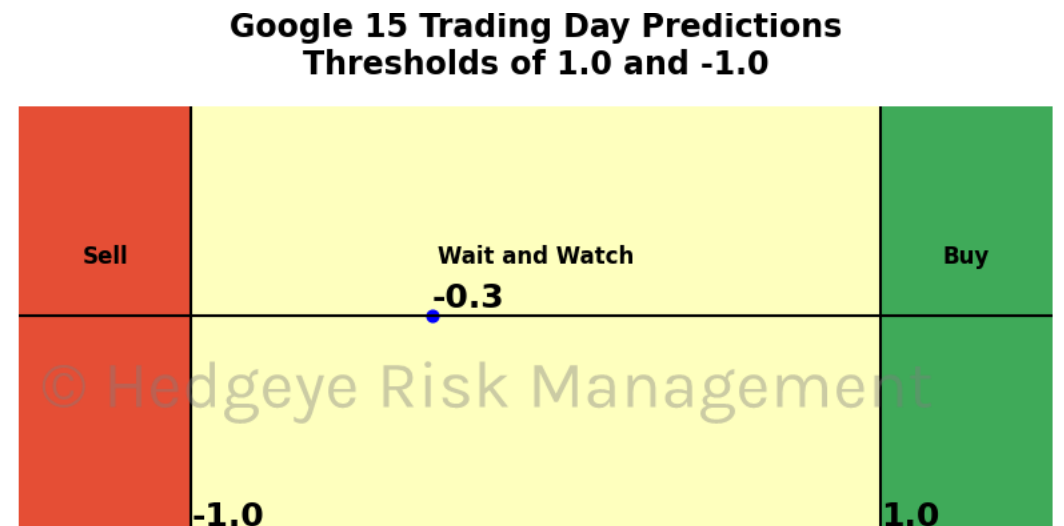 Google 15 Trading Day Predictions
Thresholds of 1.0 and -1.0
Sell
Wait and Watch
Buy
-0.3
© Hedgeye Risk Management
-1.0
1.0